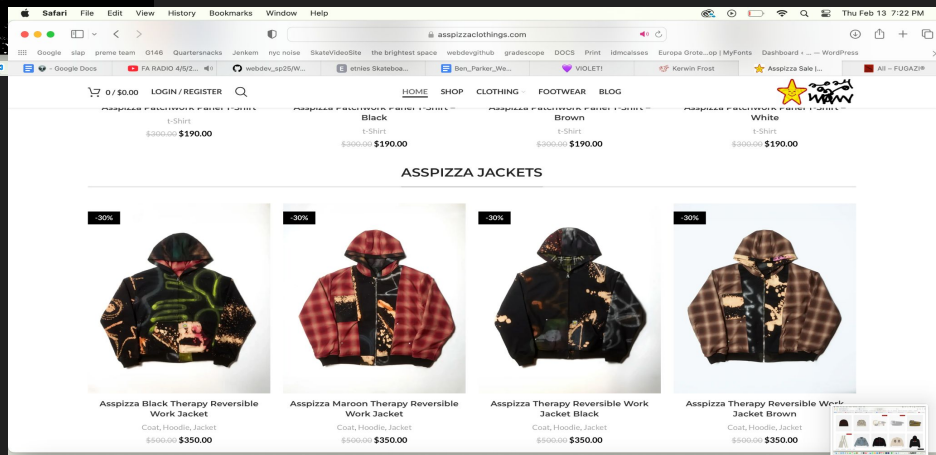 Safari File Edit View History Bookmarks Window Help Thu Feb 13 7:22 PM
asspizzaclothings.com
Google slap preme team G146 Quartersnacks Jenkem nyc noise SkateVideoSite the brightest space webdevgithub gradescope DOCS Print idmcalsses Europa Grote...op | MyFonts Dashboard ‹ ... — WordPress
- Google Docs FA RADIO 4/5/2... webdev_sp25/W... etnies Skateboa... Ben_Parker_We... VIOLET! Kerwin Frost Asspizza Sale |... All – FUGAZI®
0 / $0.00 LOGIN / REGISTER HOME SHOP CLOTHING FOOTWEAR BLOG
Asspizza Patchwork Panel T-Shirt Asspizza Patchwork Panel T-Shirt – Asspizza Patchwork Panel T-Shirt – Asspizza Patchwork Panel T-Shirt –
Black Brown White
t-Shirt t-Shirt t-Shirt t-Shirt
$300.00 $190.00 $300.00 $190.00 $300.00 $190.00 $300.00 $190.00
ASSPIZZA JACKETS
-30% -30% -30% -30%
Asspizza Black Therapy Reversible Asspizza Maroon Therapy Reversible Asspizza Therapy Reversible Work Asspizza Therapy Reversible Work
Work Jacket Work Jacket Jacket Black Jacket Brown
Coat, Hoodie, Jacket Coat, Hoodie, Jacket Coat, Hoodie, Jacket Coat, Hoodie, Jacket
$500.00 $350.00 $500.00 $350.00 $500.00 $350.00 $500.00 $350.00